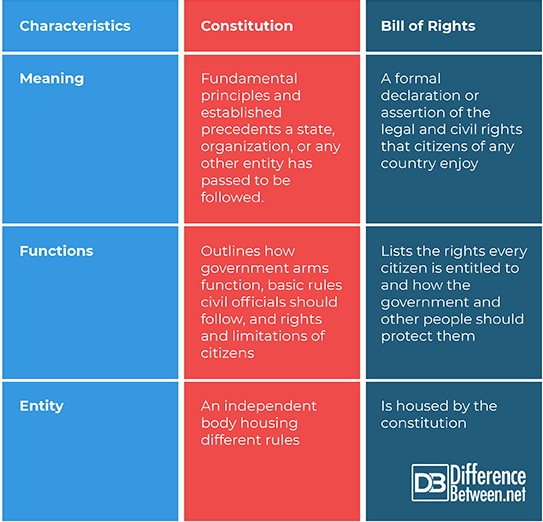 Characteristics
Constitution
Bill of Rights
Meaning
Fundamental
principles and
established
precedents a state,
organization, or any
other entity has
passed to be
followed.
A formal
declaration or
assertion of the
legal and civil rights
that citizens of any
country enjoy
Functions
Outlines how
government arms
function, basic rules
civil officials should
follow, and rights
and limitations of
citizens
Lists the rights every
citizen is entitled to
and how the
government and
other people should
protect them
Entity
An independent
body housing
different rules
Is housed by the
constitution
DB Difference
Between.net